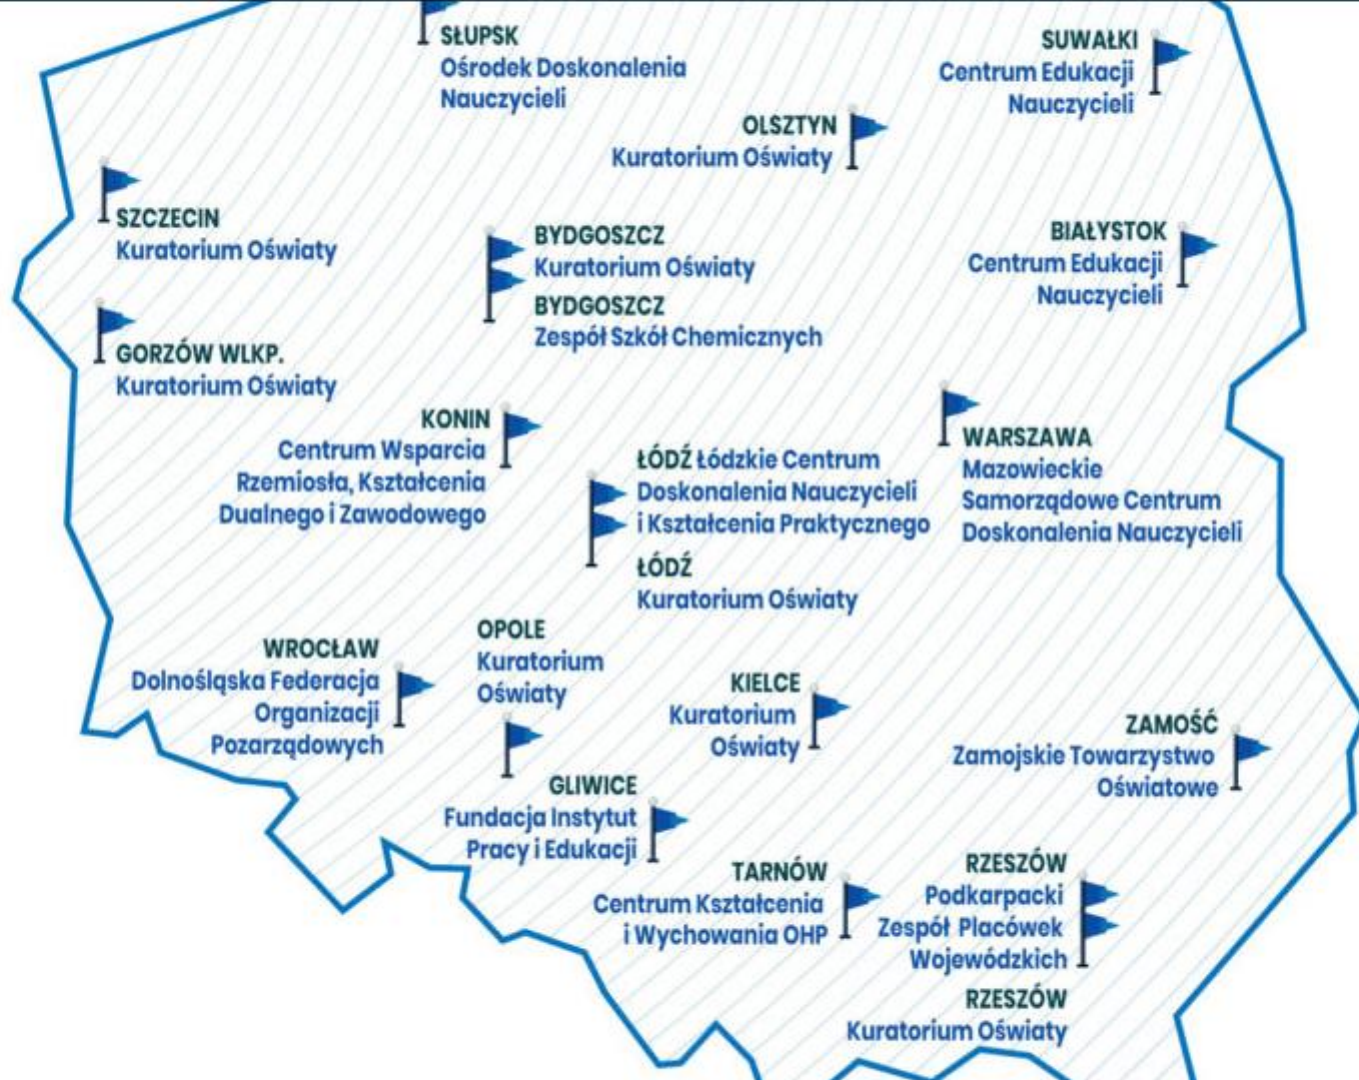 SŁUPSK
Ośrodek Doskonalenia
Nauczycieli
SUWAŁKI
Centrum Edukacji
Nauczycieli
OLSZTYN
Kuratorium Oświaty
SZCZECIN
Kuratorium Oświaty
BYDGOSZCZ
Kuratorium Oświaty
BYDGOSZCZ
Zespół Szkół Chemicznych
BIAŁYSTOK
Centrum Edukacji
Nauczycieli
GORZÓW WLKP.
Kuratorium Oświaty
KONIN
Centrum Wsparcia
Rzemiosła, Kształcenia
Dualnego i Zawodowego
ŁÓDŹ Łódzkie Centrum
Doskonalenia Nauczycieli
i Kształcenia Praktycznego
ŁÓDŹ
Kuratorium Oświaty
WARSZAWA
Mazowieckie
Samorządowe Centrum
Doskonalenia Nauczycieli
WROCŁAW
Dolnośląska Federacja
Organizacji
Pozarządowych
OPOLE
Kuratorium
Oświaty
KIELCE
Kuratorium
Oświaty
ZAMOŚĆ
Zamojskie Towarzystwo
Oświatowe
GLIWICE
Fundacja Instytut
Pracy i Edukacji
TARNÓW
Centrum Kształcenia
i Wychowania OHP
RZESZÓW
Podkarpacki
Zespół Placówek
Wojewódzkich
RZESZÓW
Kuratorium Oświaty